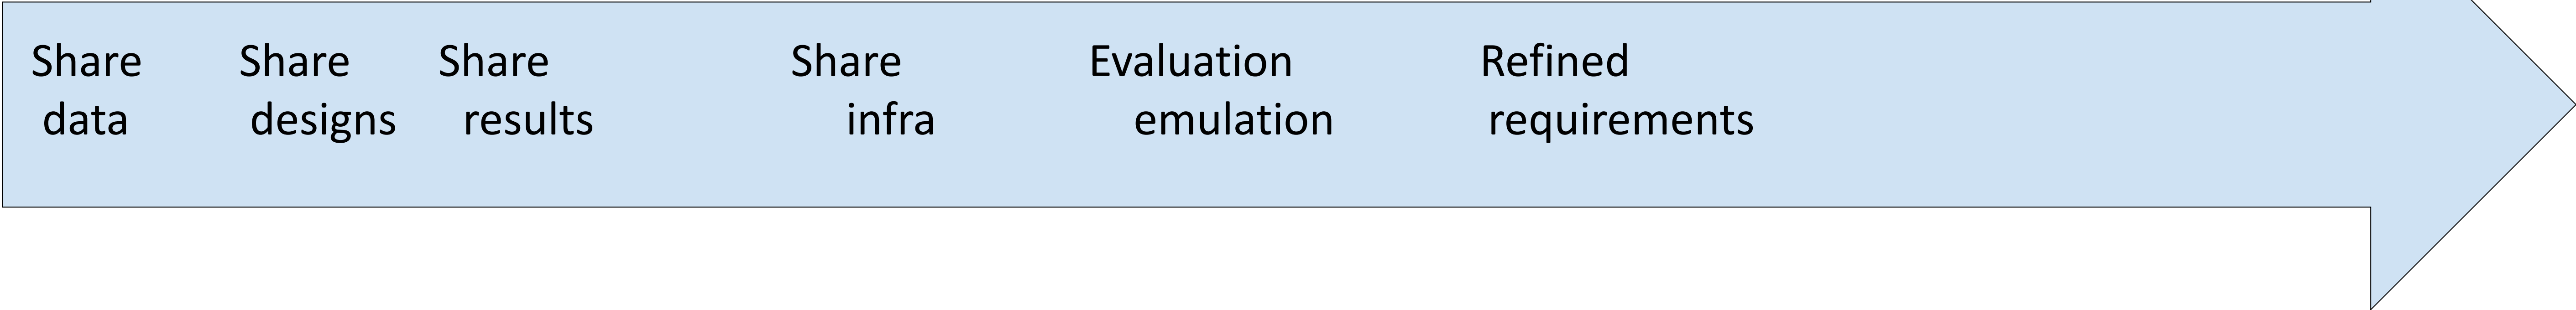 Share
data
Share
designs
Share
results
Share
infra
Evaluation
emulation
Refined
requirements